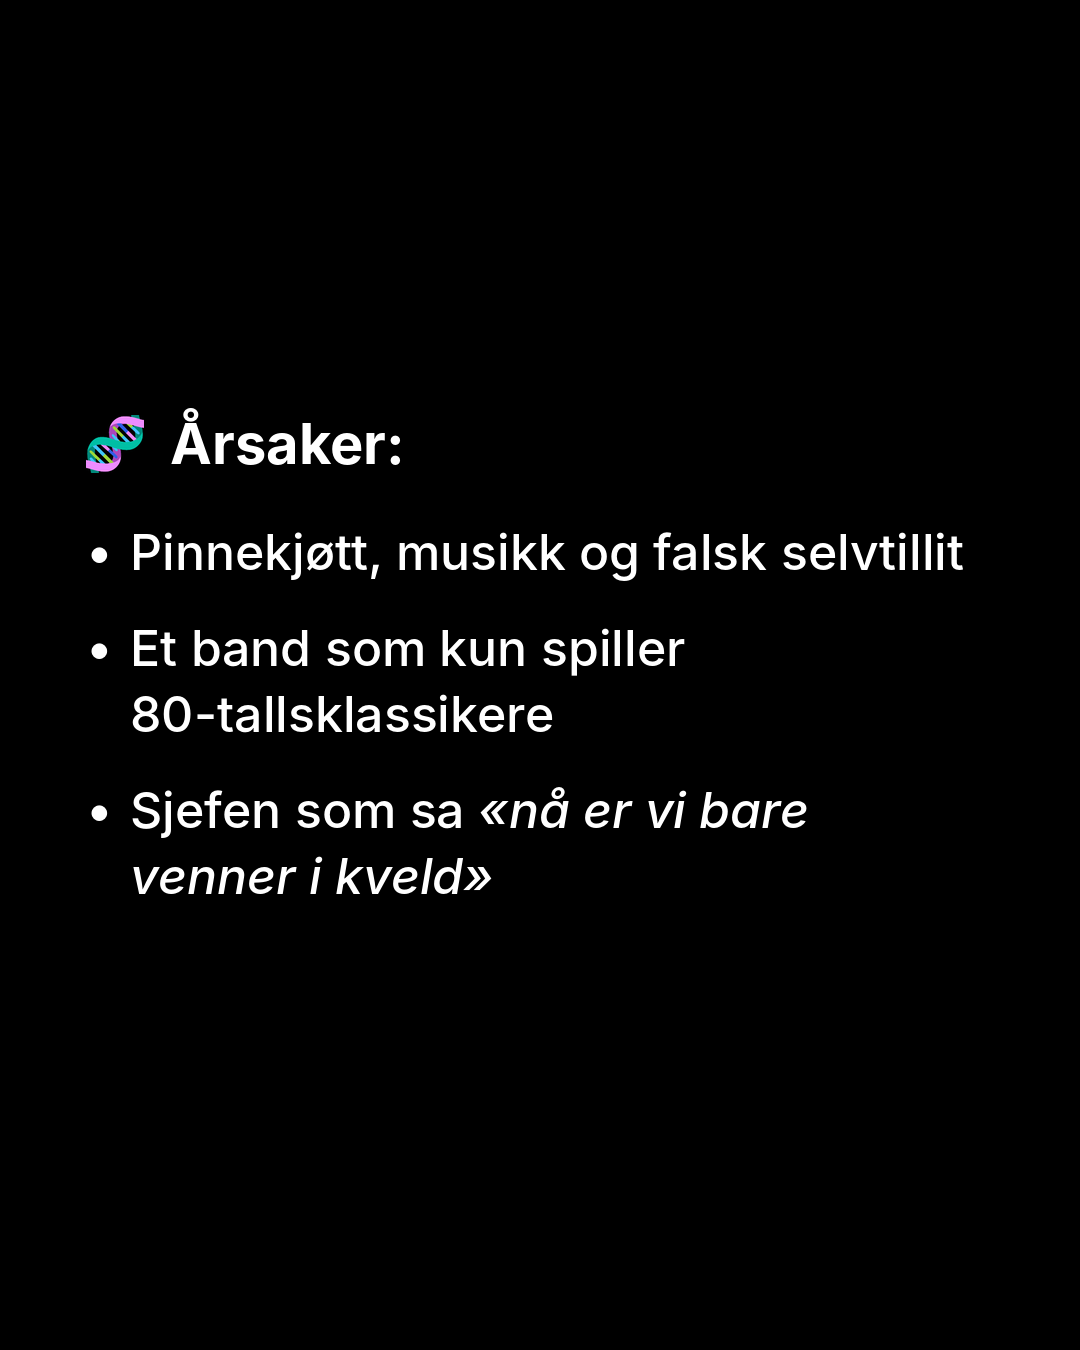 🧬 Årsaker:
• Pinnekjøtt, musikk og falsk selvtillit
• Et band som kun spiller
80-tallsklassikere
• Sjefen som sa «nå er vi bare
venner i kveld»